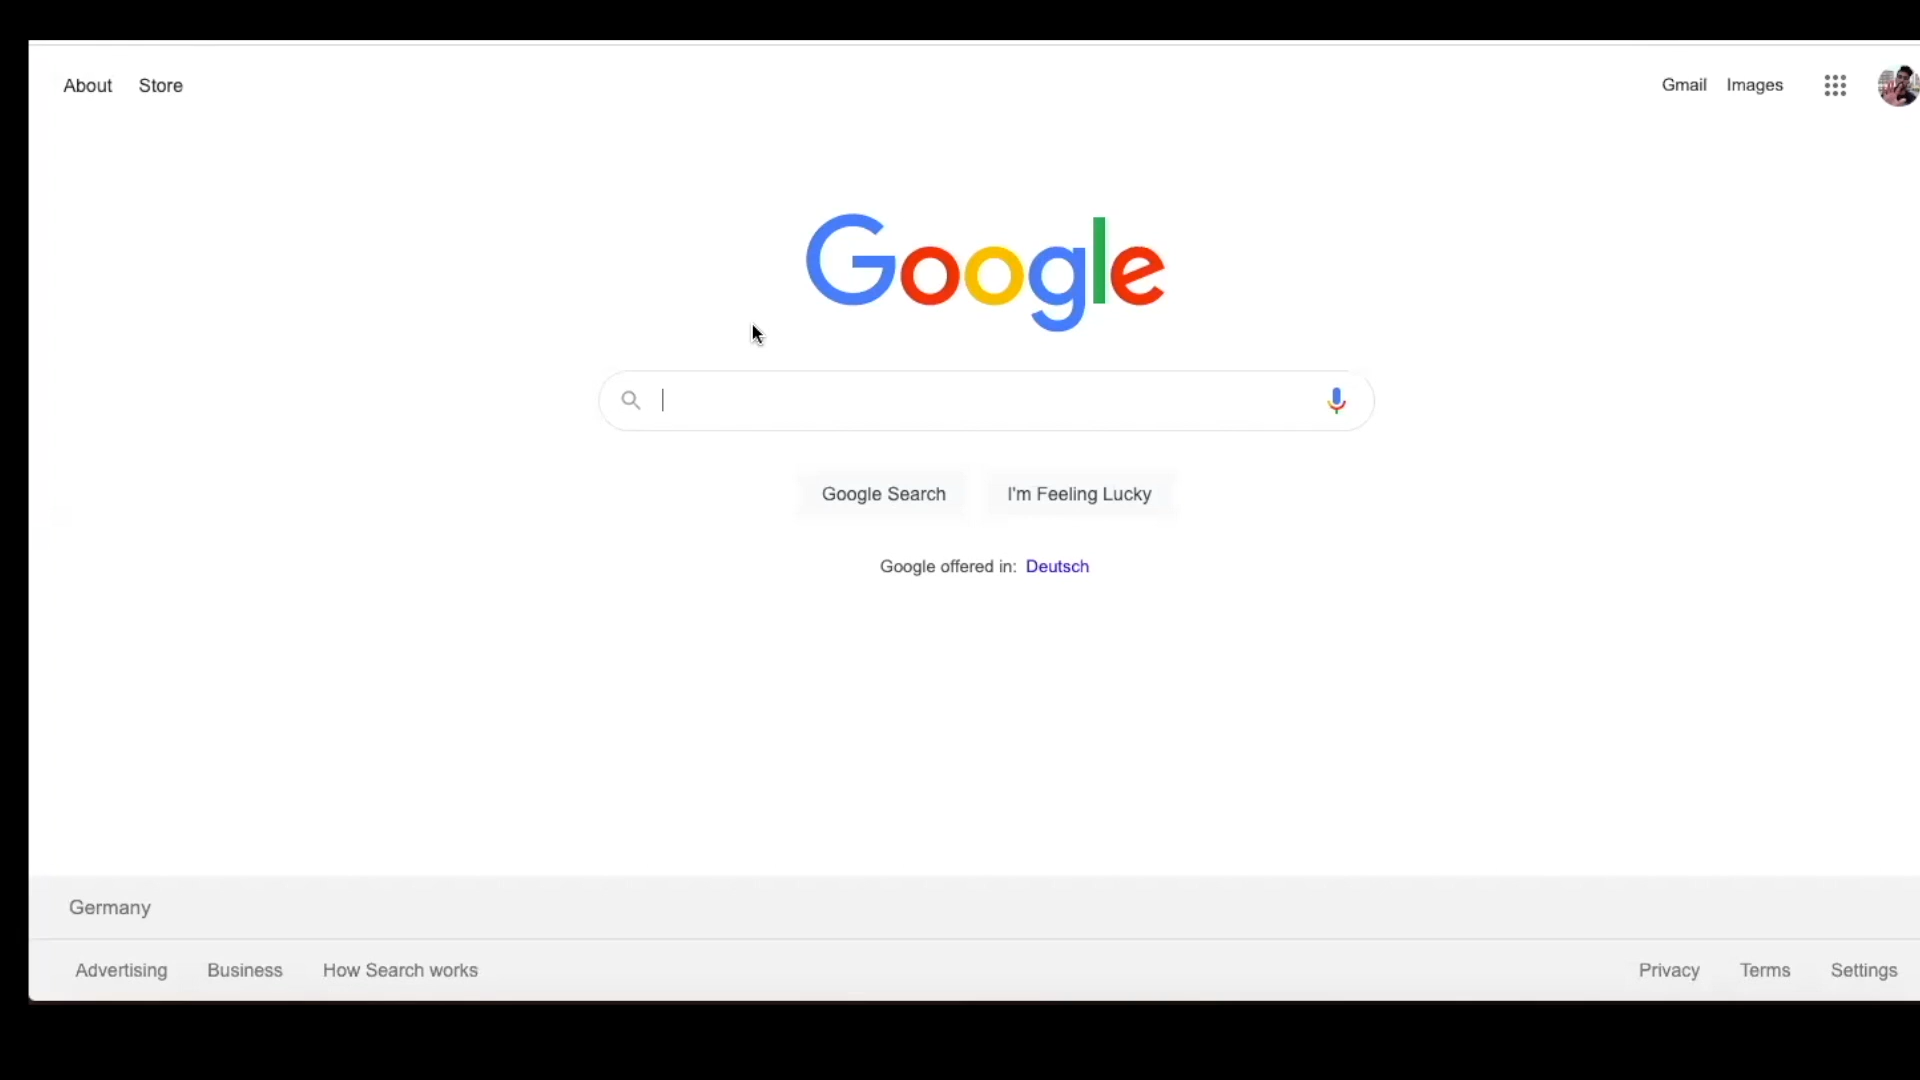 About Store
Gmail Images
Google
Google Search I'm Feeling Lucky
Google offered in: Deutsch
Germany
Advertising Business How Search works
Privacy Terms Settings